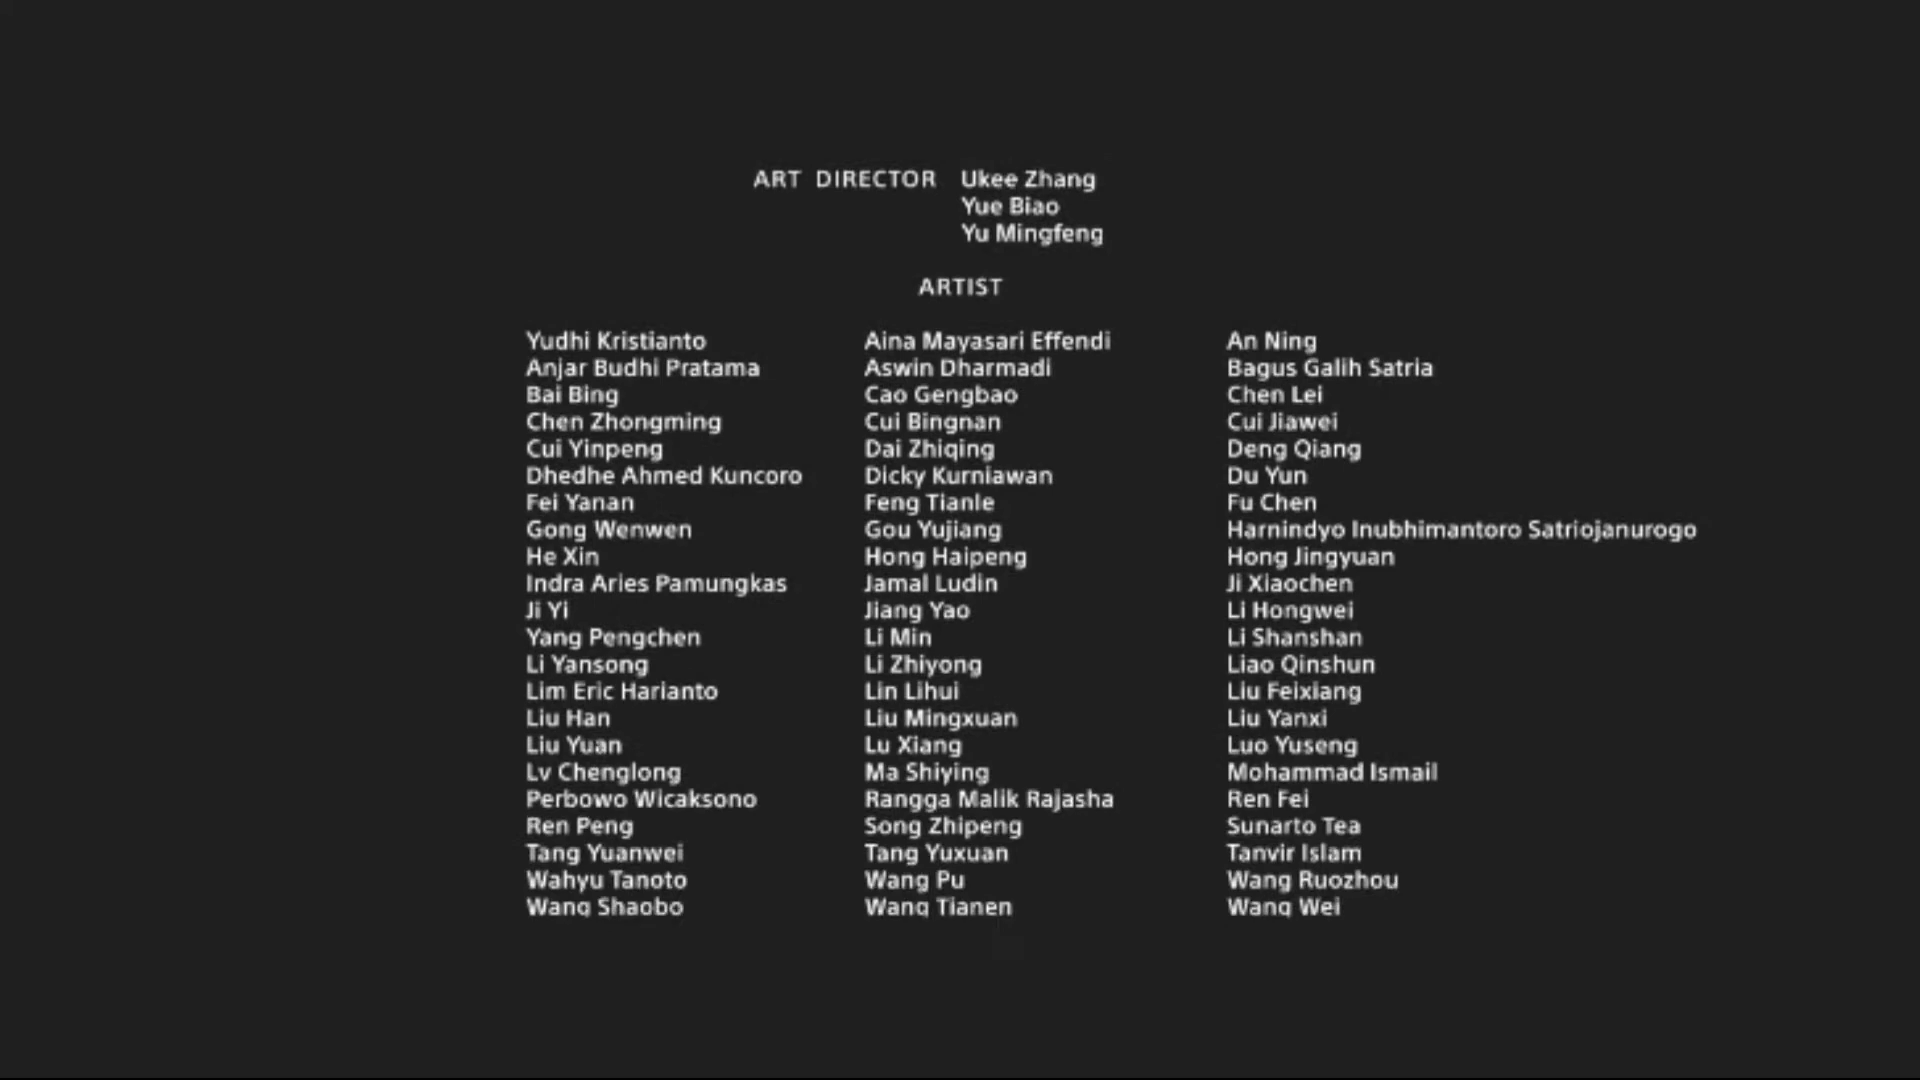 ART DIRECTOR Ukee Zhang
Yue Biao
Yu Mingfeng
ARTIST
Yudhi Kristianto Aina Mayasari Effendi An Ning
Anjar Budhi Pratama Aswin Dharmadi Bagus Galih Satria
Bai Bing Cao Gengbao Chen Lei
Chen Zhongming Cui Bingnan Cui Jiawei
Cui Yinpeng Dai Zhiqing Deng Qiang
Dhedhe Ahmed Kuncoro Dicky Kurniawan Du Yun
Fei Yanan Feng Tianle Fu Chen
Gong Wenwen Gou Yujiang Harnindyo Inubhimantoro Satriojanurogo
He Xin Hong Haipeng Hong Jingyuan
Indra Aries Pamungkas Jamal Ludin Ji Xiaochen
Ji Yi Jiang Yao Li Hongwei
Yang Pengchen Li Min Li Shanshan
Li Yansong Li Zhiyong Liao Qinshun
Lim Eric Harianto Lin Lihui Liu Feixiang
Liu Han Liu Mingxuan Liu Yanxi
Liu Yuan Lu Xiang Luo Yuseng
Lv Chenglong Ma Shiying Mohammad Ismail
Perbowo Wicaksono Rangga Malik Rajasha Ren Fei
Ren Peng Song Zhipeng Sunarto Tea
Tang Yuanwei Tang Yuxuan Tanvir Islam
Wahyu Tanoto Wang Pu Wang Ruozhou
Wang Shaobo Wang Tianen Wang Wei